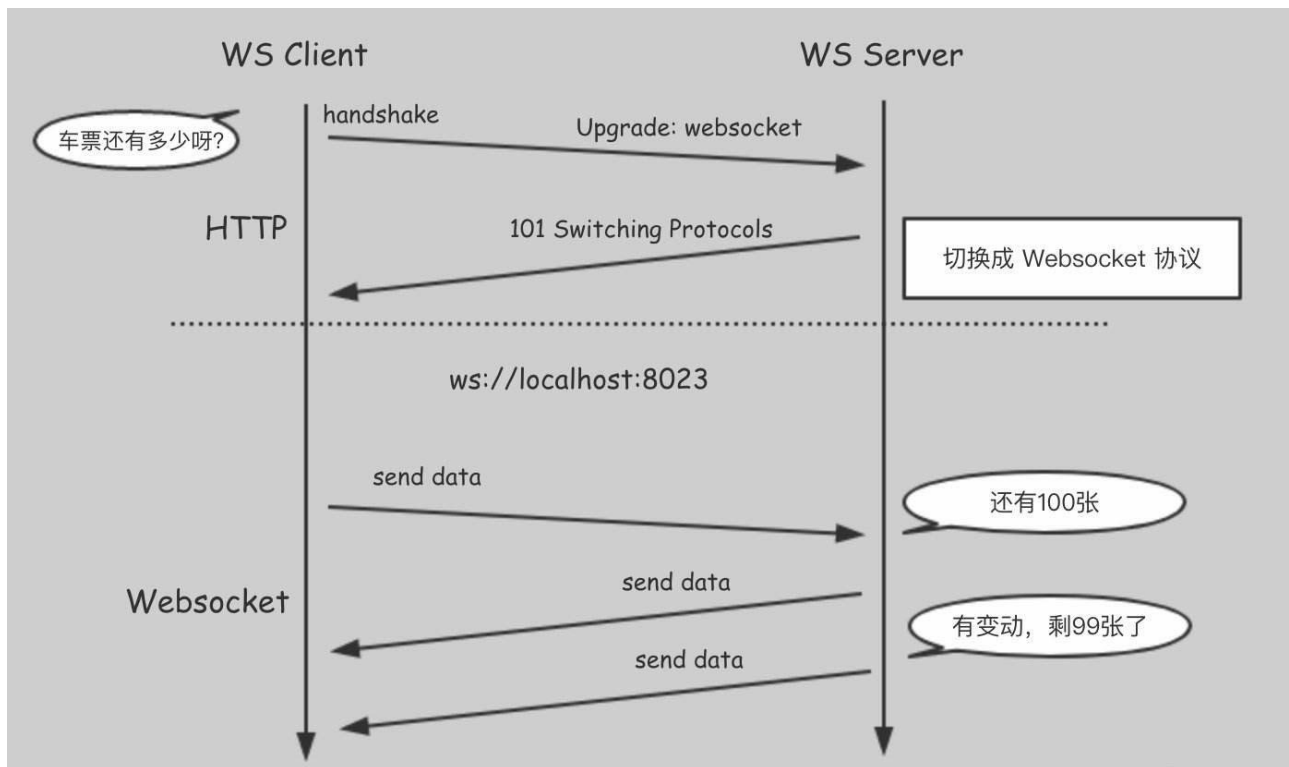 WS Client
WS Server
车票还有多少呀?
handshake
Upgrade: websocket
HTTP
101 Switching Protocols
切换成 Websocket 协议
ws://localhost:8023
send data
还有100张
Websocket
send data
有变动，剩99张了
send data